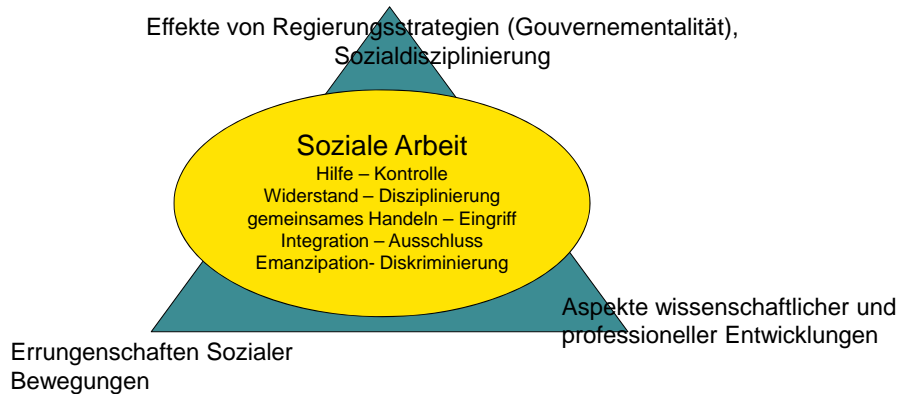 Effekte von Regierungsstrategien (Gouvernementalität),
Sozialdisziplinierung
Soziale Arbeit
Hilfe – Kontrolle
Widerstand – Disziplinierung
gemeinsames Handeln – Eingriff
Integration – Ausschluss
Emanzipation- Diskriminierung
Aspekte wissenschaftlicher und
professioneller Entwicklungen
Errungenschaften Sozialer
Bewegungen